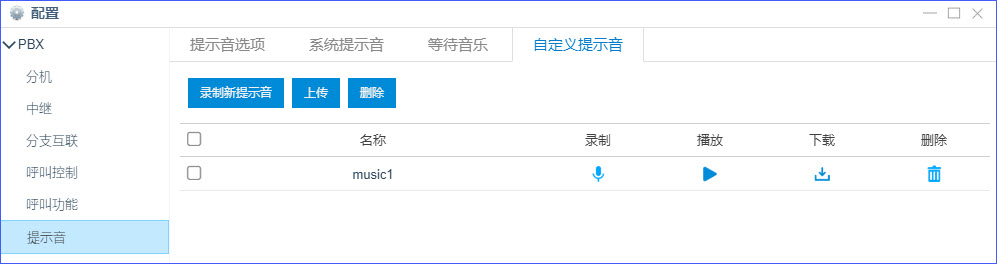 配置
PBX
分机
中继
分支互联
呼叫控制
呼叫功能
提示音
提示音选项 系统提示音 等待音乐 自定义提示音
录制新提示音 上传 删除
名称 录制 播放 下载 删除
music1